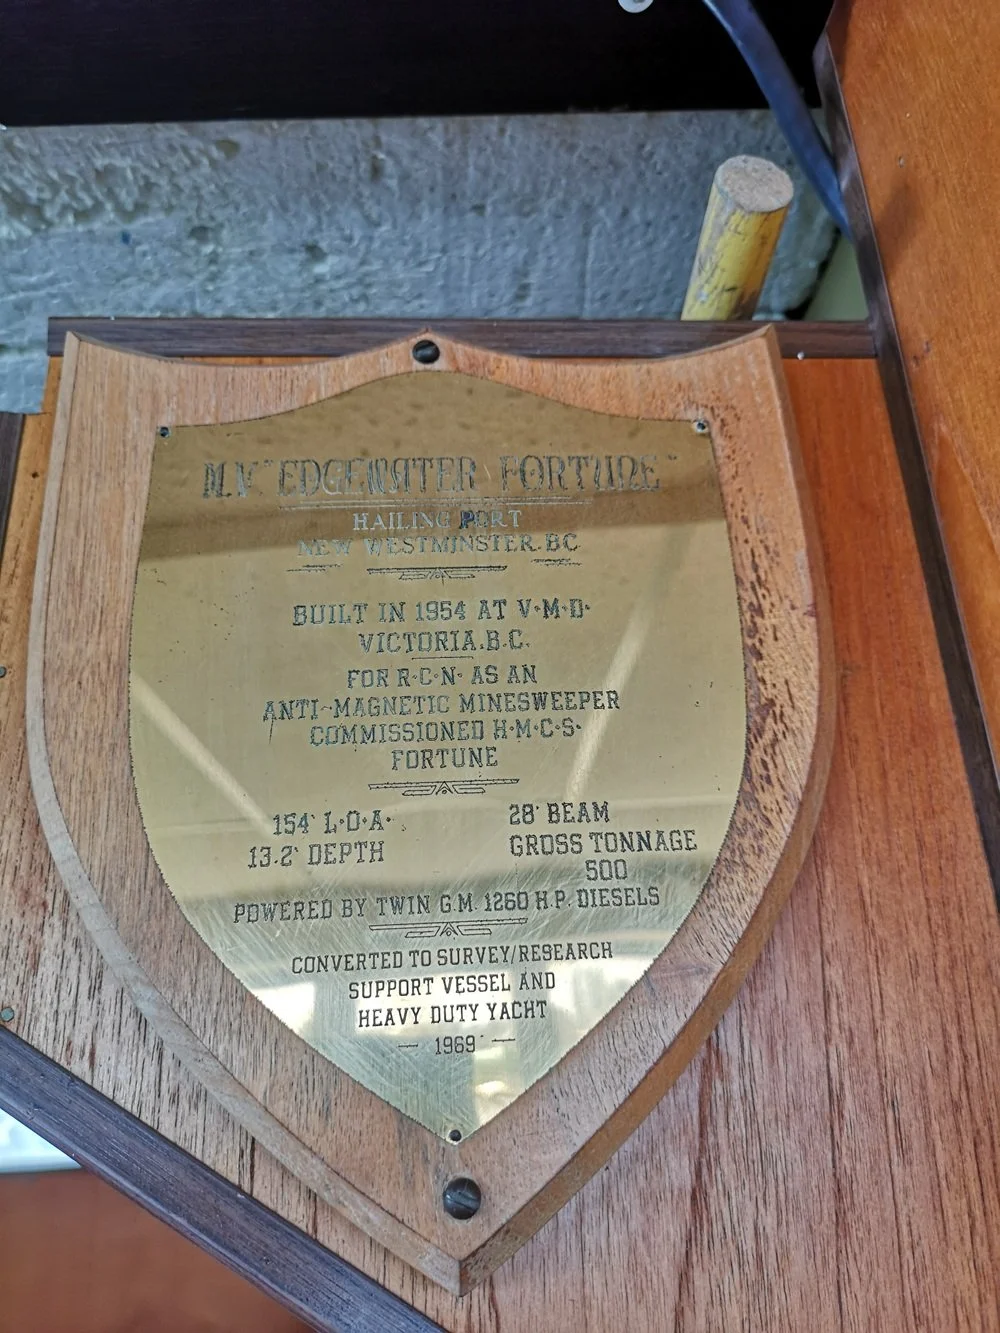 M.V. "EDGEWATER FORTUNE"
HAILING PORT
NEW WESTMINSTER.BC
BUILT IN 1954 AT V·M·D·
VICTORIA.B.C.
FOR R·C·N· AS AN
ANTI-MAGNETIC MINESWEEPER
COMMISSIONED H·M·C·S·
FORTUNE
154' L·O·A·
13.2' DEPTH
28' BEAM
GROSS TONNAGE
500
POWERED BY TWIN G.M. 1260 H.P. DIESELS
CONVERTED TO SURVEY/RESEARCH
SUPPORT VESSEL AND
HEAVY DUTY YACHT
— 1969 —